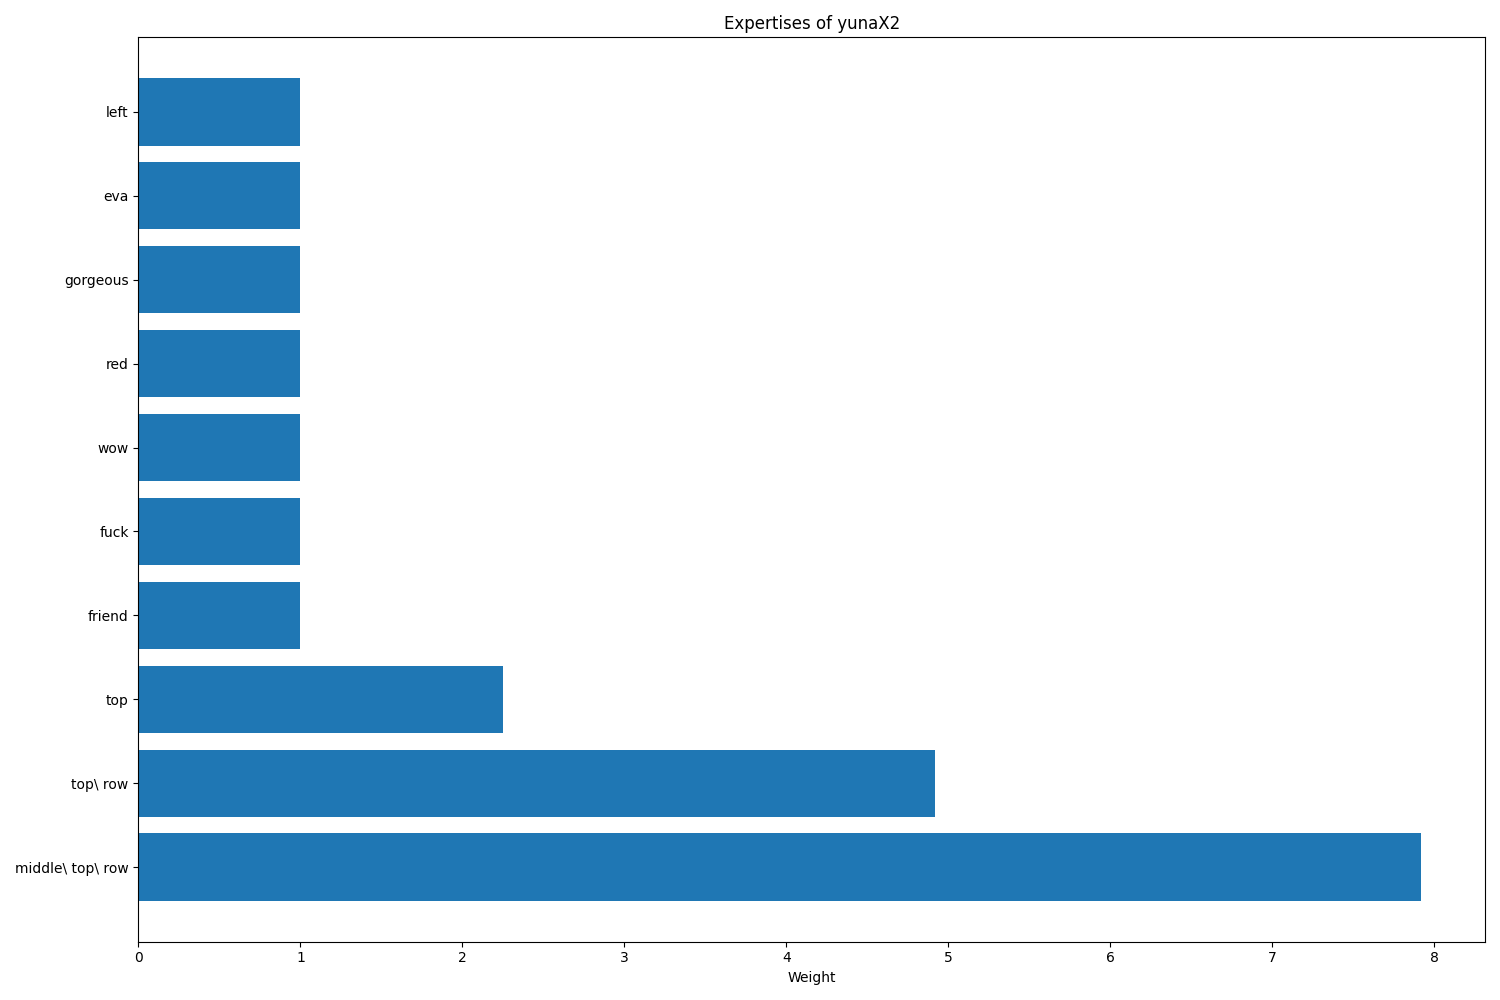 Expertises of yunaX2
left
eva
gorgeous
red
wow
fuck
friend
top
top\ row
middle\ top\ row
0 1 2 3 4 5 6 7 8
Weight